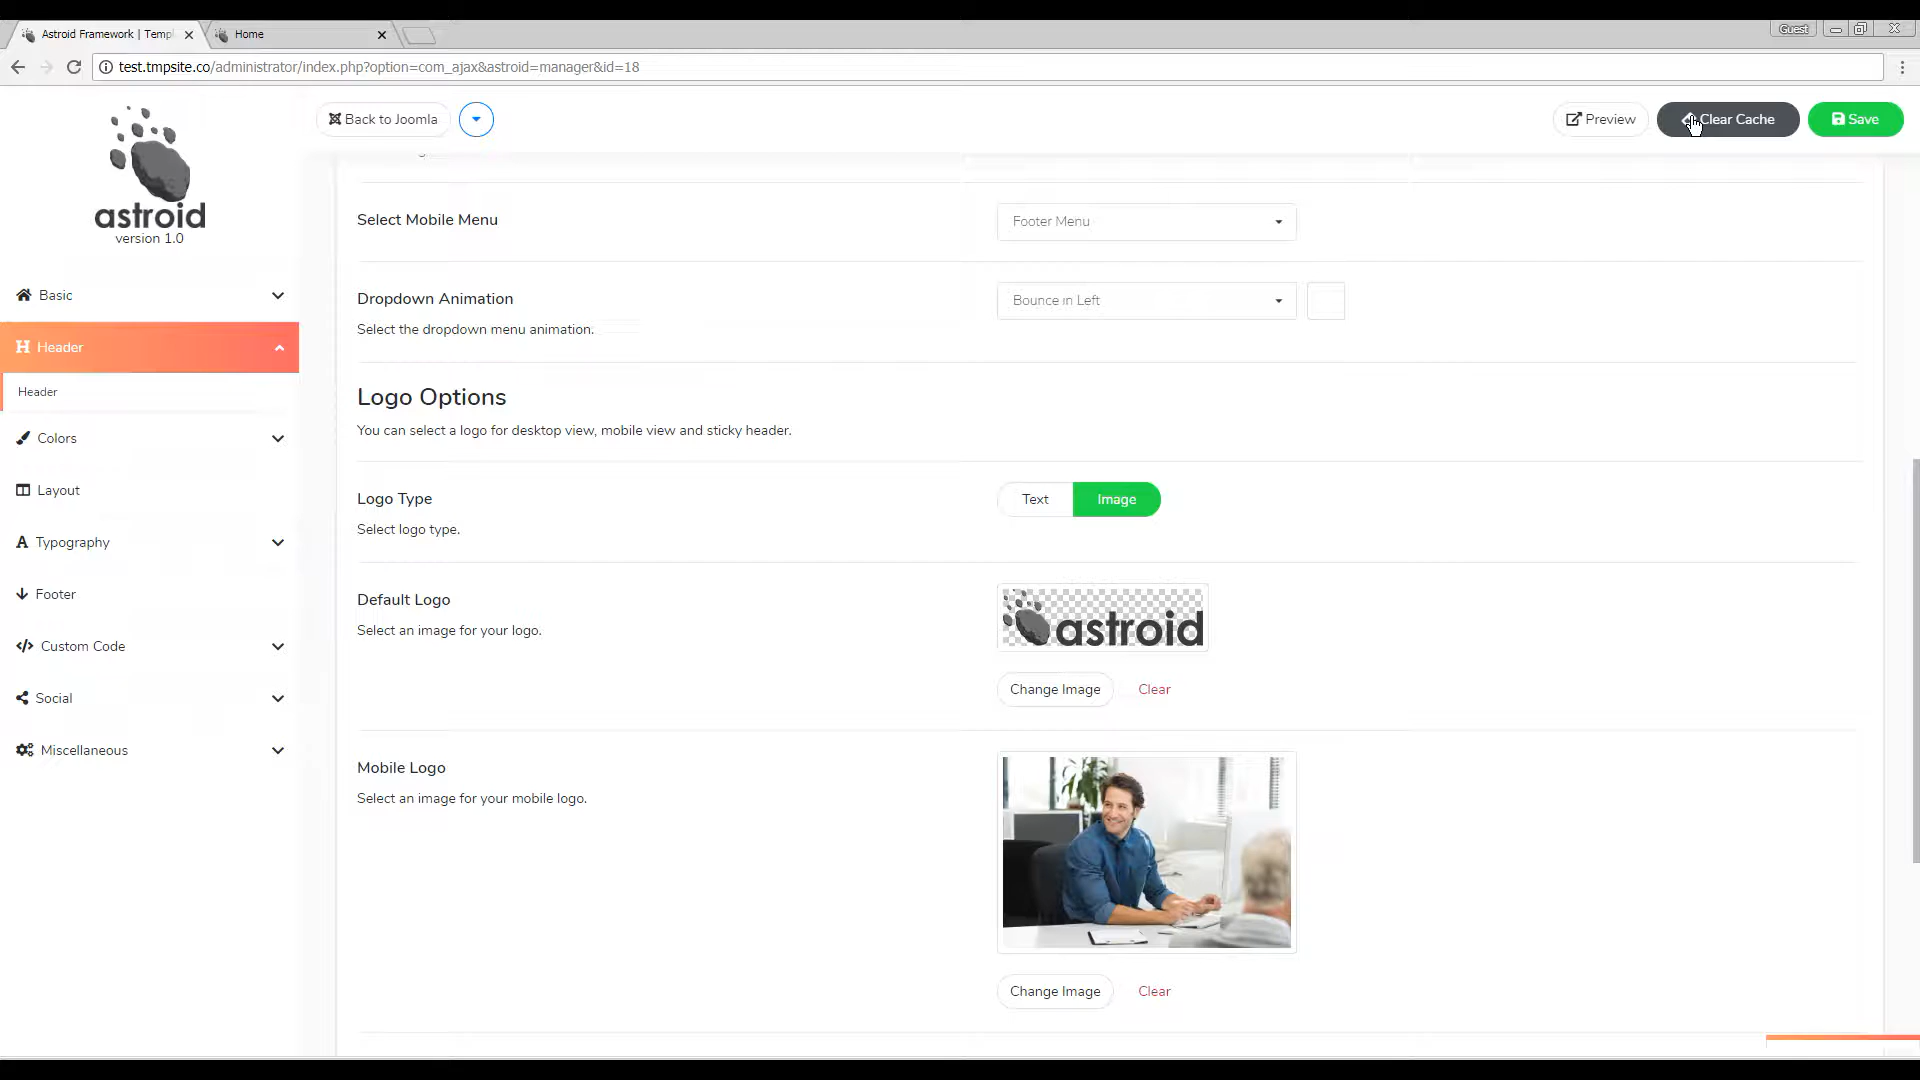 Astroid Framework | Temp
Home
Guest
test.tmpsite.co/administrator/index.php?option=com_ajax&astroid=manager&id=18
astroid
version 1.0
Back to Joomla
Preview
Clear Cache
Save
Basic
Header
Header
Colors
Layout
Typography
Footer
Custom Code
Social
Miscellaneous
Select Mobile Menu
Footer Menu
Dropdown Animation
Bounce in Left
Select the dropdown menu animation.
Logo Options
You can select a logo for desktop view, mobile view and sticky header.
Logo Type
Text
Image
Select logo type.
Default Logo
astroid
Select an image for your logo.
Change Image
Clear
Mobile Logo
Select an image for your mobile logo.
Change Image
Clear